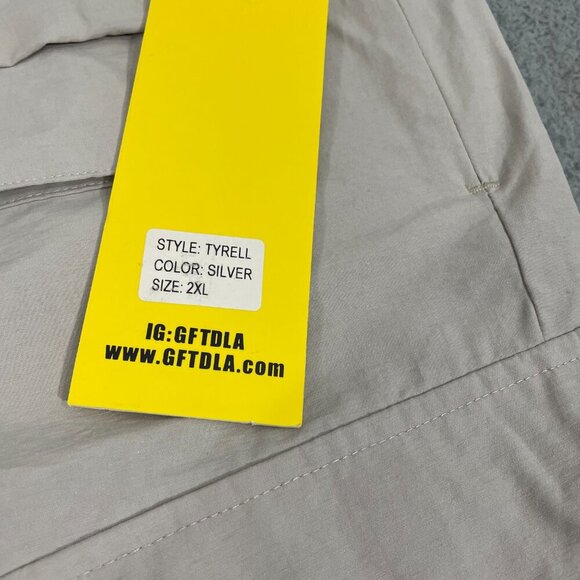 STYLE: TYRELL
COLOR: SILVER
SIZE: 2XL
IG:GFTDLA
www.GFTDLA.com